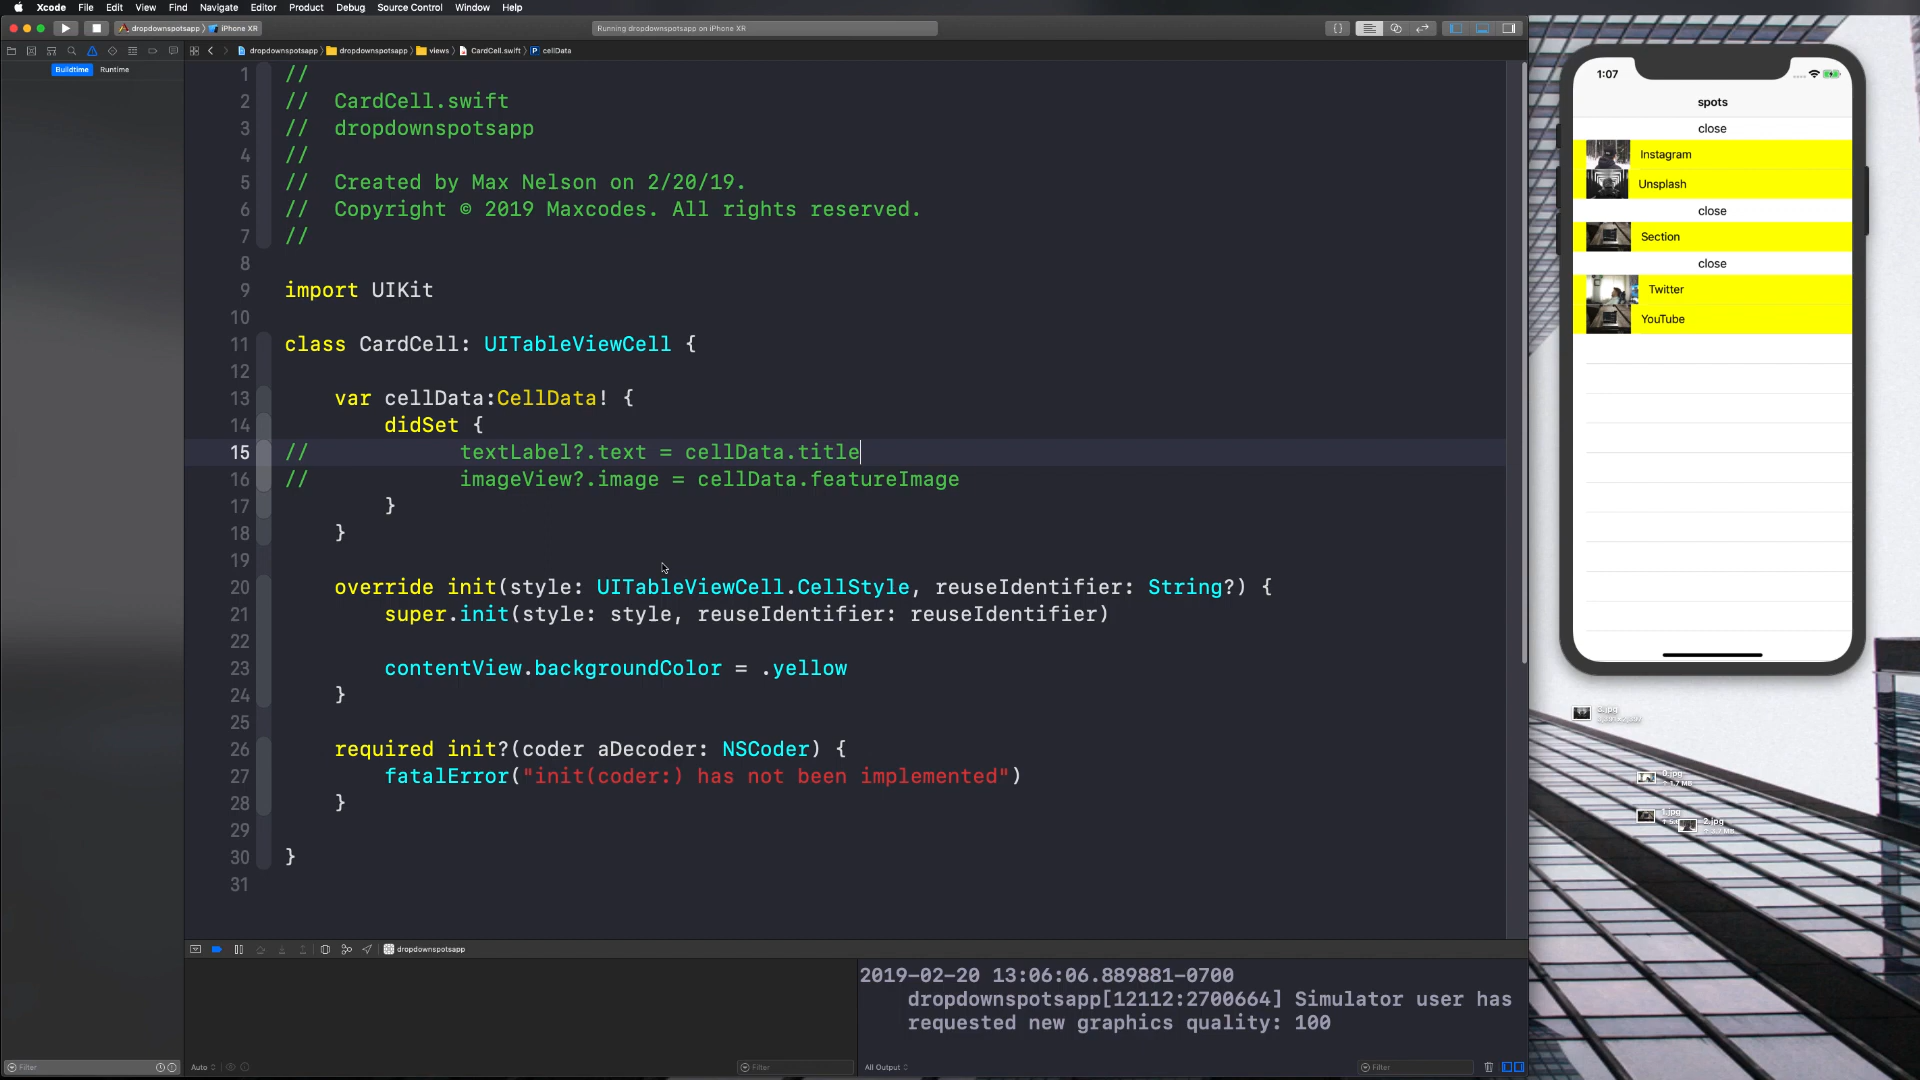 Xcode File Edit View Find Navigate Editor Product Debug Source Control Window Help
dropdownspotsapp iPhone XR
Running dropdownspotsapp on iPhone XR
dropdownspotsapp dropdownspotsapp views CardCell.swift cellData
Buildtime Runtime
1 //
2 //  CardCell.swift
3 //  dropdownspotsapp
4 //
5 //  Created by Max Nelson on 2/20/19.
6 //  Copyright © 2019 Maxcodes. All rights reserved.
7 //
8
9 import UIKit
10
11 class CardCell: UITableViewCell {
12
13     var cellData:CellData! {
14         didSet {
15 //            textLabel?.text = cellData.title
16 //            imageView?.image = cellData.featureImage
17         }
18     }
19
20     override init(style: UITableViewCell.CellStyle, reuseIdentifier: String?) {
21         super.init(style: style, reuseIdentifier: reuseIdentifier)
22
23         contentView.backgroundColor = .yellow
24     }
25
26     required init?(coder aDecoder: NSCoder) {
27         fatalError("init(coder:) has not been implemented")
28     }
29
30 }
31
dropdownspotsapp
2019-02-20 13:06:06.889881-0700
dropdownspotsapp[12112:2700664] Simulator user has
requested new graphics quality: 100
Filter
Auto
Filter
All Output
Filter
1:07
spots
close
Instagram
Unsplash
close
Section
close
Twitter
YouTube
3.jpg
0.jpg
1.jpg
2.jpg